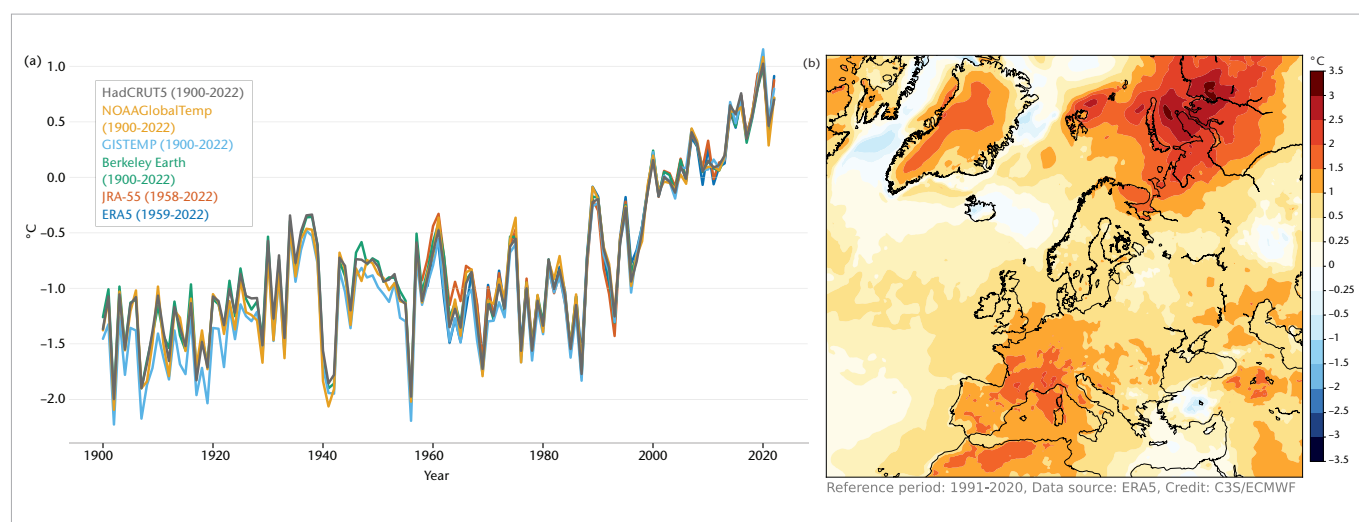 (a)
1.0
0.5
0.0
−0.5
−1.0
−1.5
−2.0
°C
HadCRUT5 (1900-2022)
NOAAGlobalTemp
(1900-2022)
GISTEMP (1900-2022)
Berkeley Earth
(1900-2022)
JRA-55 (1958-2022)
ERA5 (1959-2022)
1900 1920 1940 1960 1980 2000 2020
Year
(b)
°C
3.5
3
2.5
2
1.5
1
0.5
0.25
0
−0.25
−0.5
−1
−1.5
−2
−2.5
−3
−3.5
Reference period: 1991-2020, Data source: ERA5, Credit: C3S/ECMWF